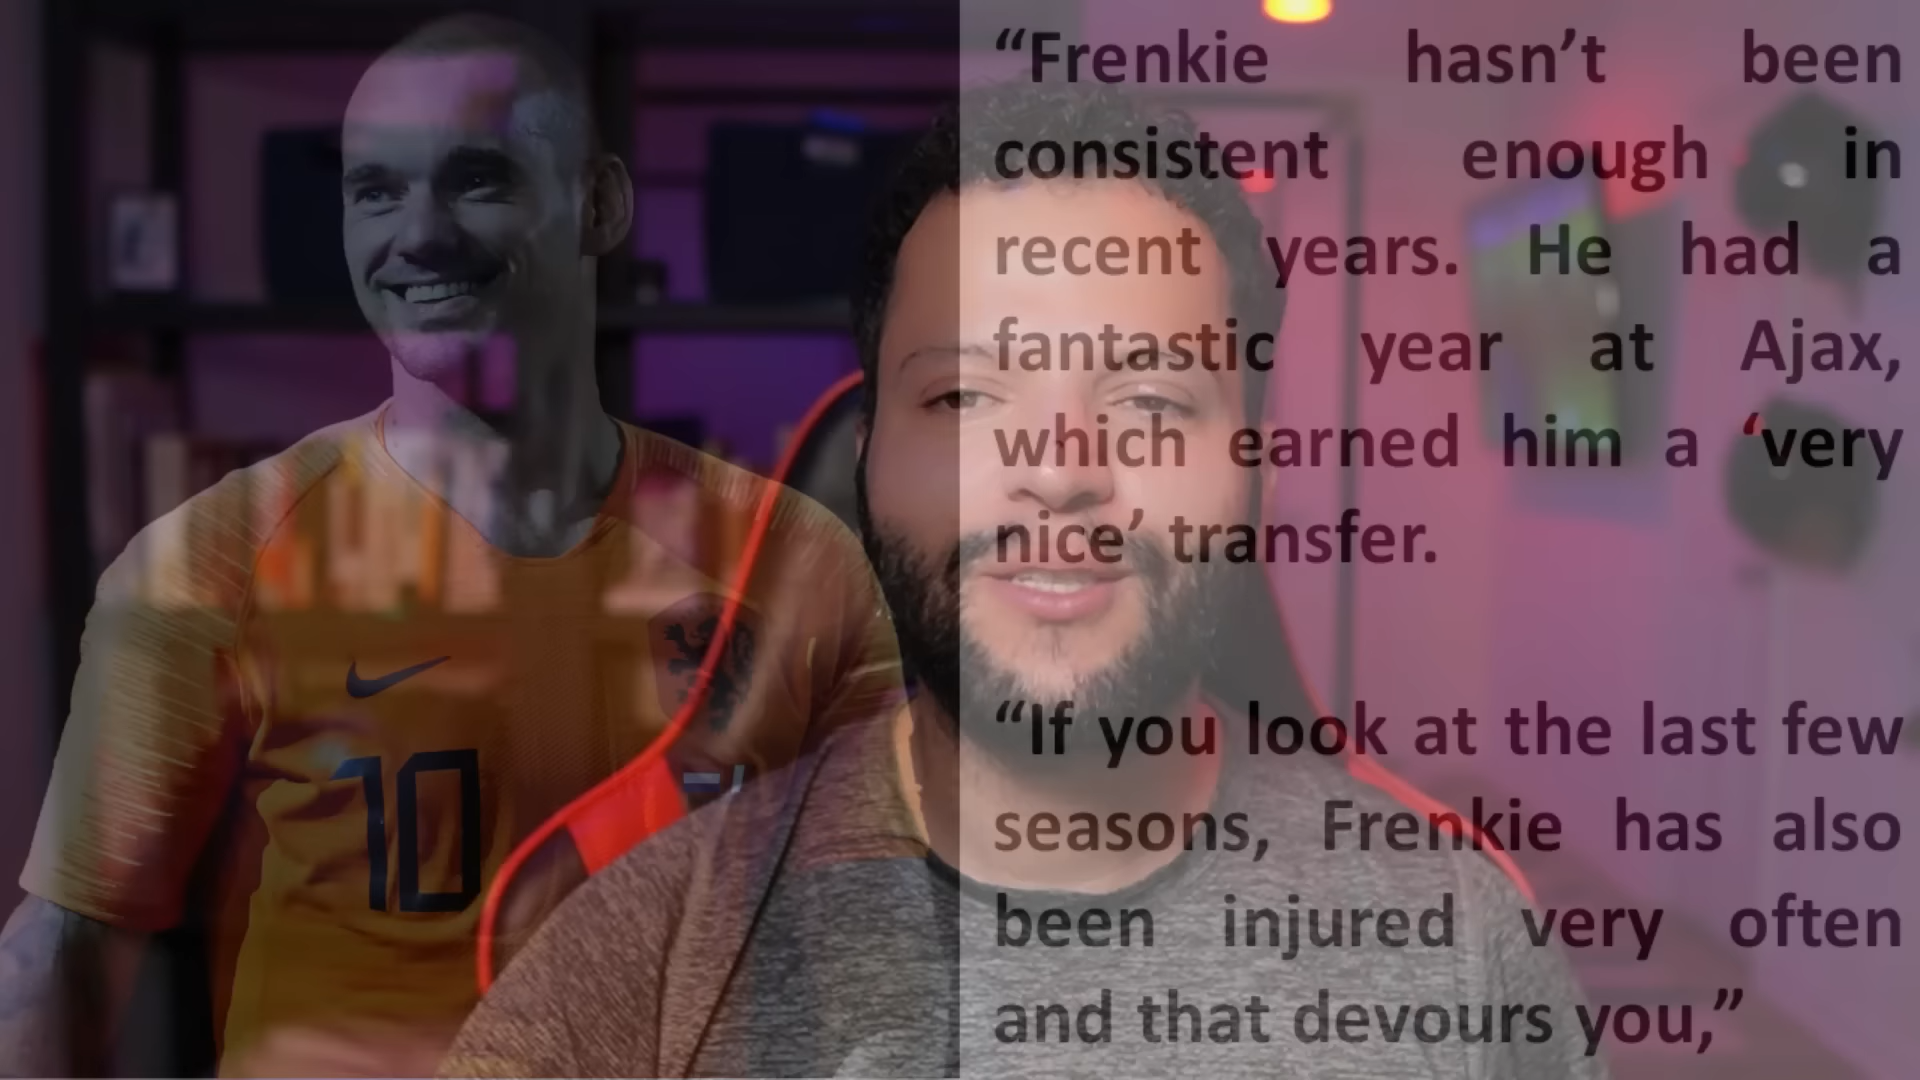 “Frenkie hasn’t been
consistent enough in
recent years. He had a
fantastic year at Ajax,
which earned him a ‘very
nice’ transfer.
“If you look at the last few
seasons, Frenkie has also
been injured very often
and that devours you,”
10